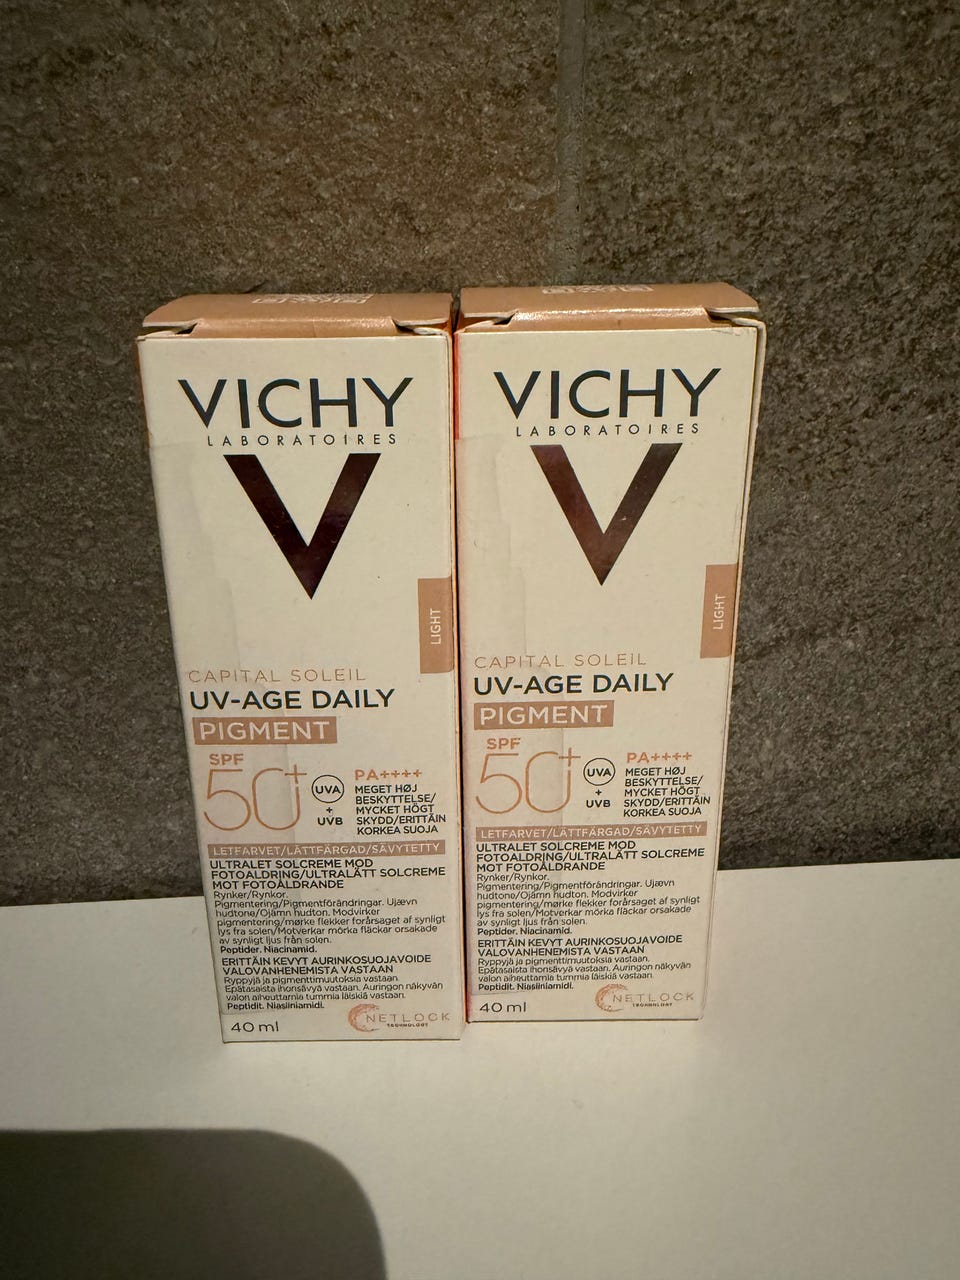 VICHY
LABORATOIRES
LIGHT
CAPITAL SOLEIL
UV-AGE DAILY
PIGMENT
SPF
50+
UVA
+
UVB
PA++++
MEGET HØJ
BESKYTTELSE/
MYCKET HÖGT
SKYDD/ERITTÄIN
KORKEA SUOJA
LETFARVET/LÄTTFÄRGAD/SÄVYTETTY
ULTRALET SOLCREME MOD
FOTOALDRING/ULTRALÄTT SOLCREME
MOT FOTOÅLDRANDE
Rynker/Rynkor.
Pigmentering/Pigmentförändringar. Ujævn
hudtone/Ojämn hudton. Modvirker
pigmentering/mørke flekker forårsaget af synligt
lys fra solen/Motverkar mörka fläckar orsakade
av synligt ljus från solen.
Peptider. Niacinamid.
ERITTÄIN KEVYT AURINKOSUOJAVOIDE
VALOVANHENEMISTA VASTAAN
Ryppyjä ja pigmenttimuutoksia vastaan.
Epätasaista ihonsävyä vastaan. Auringon näkyvän
valon aiheuttamia tummia läiskiä vastaan.
Peptidit. Niasiiniamidi.
40 ml
NETLOCK
TECHNOLOGY
VICHY
LABORATOIRES
LIGHT
CAPITAL SOLEIL
UV-AGE DAILY
PIGMENT
SPF
50+
UVA
+
UVB
PA++++
MEGET HØJ
BESKYTTELSE/
MYCKET HÖGT
SKYDD/ERITTÄIN
KORKEA SUOJA
LETFARVET/LÄTTFÄRGAD/SÄVYTETTY
ULTRALET SOLCREME MOD
FOTOALDRING/ULTRALÄTT SOLCREME
MOT FOTOÅLDRANDE
Rynker/Rynkor.
Pigmentering/Pigmentförändringar. Ujævn
hudtone/Ojämn hudton. Modvirker
pigmentering/mørke flekker forårsaget af synligt
lys fra solen/Motverkar mörka fläckar orsakade
av synligt ljus från solen.
Peptider. Niacinamid.
ERITTÄIN KEVYT AURINKOSUOJAVOIDE
VALOVANHENEMISTA VASTAAN
Ryppyjä ja pigmenttimuutoksia vastaan.
Epätasaista ihonsävyä vastaan. Auringon näkyvän
valon aiheuttamia tummia läiskiä vastaan.
Peptidit. Niasiiniamidi.
40 ml
NETLOCK
TECHNOLOGY